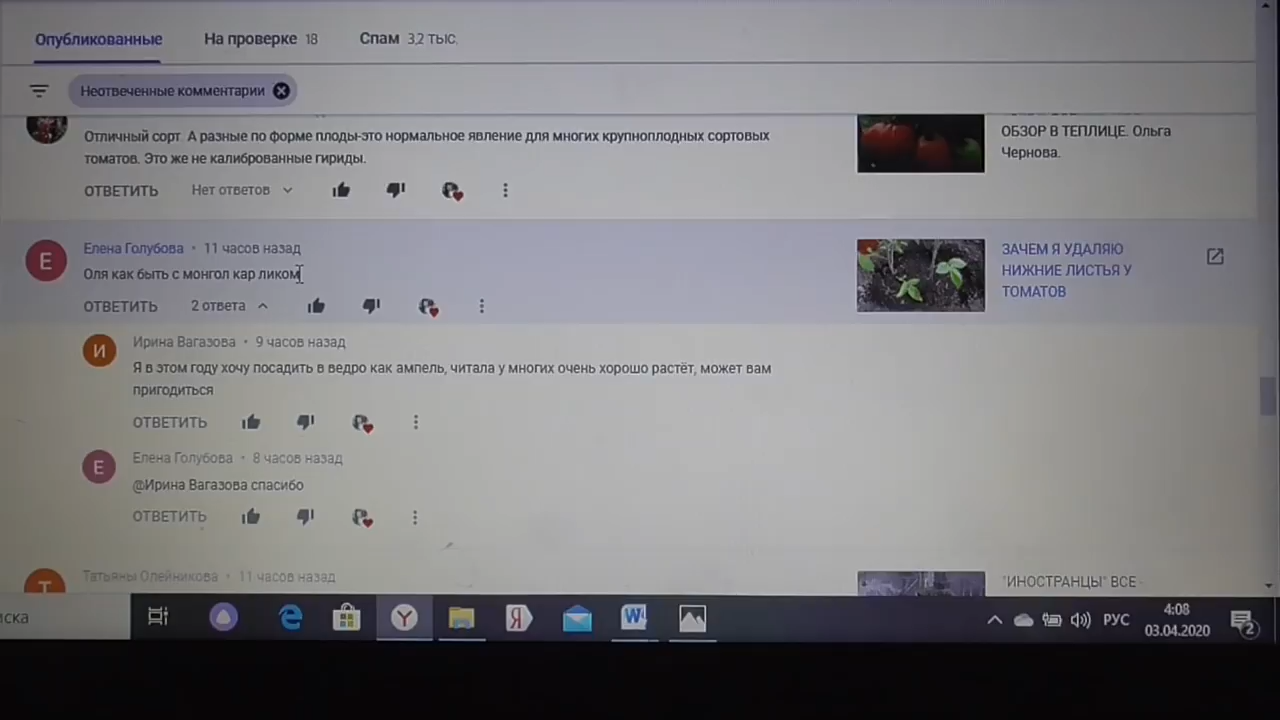 Опубликованные На проверке 18 Спам 3,2 тыс.
Неотвеченные комментарии
Отличный сорт. А разные по форме плоды-это нормальное явление для многих крупноплодных сортовых
томатов. Это же не калиброванные гириды.
ОТВЕТИТЬ Нет ответов
ОБЗОР В ТЕПЛИЦЕ. Ольга
Чернова.
Е
Елена Голубова • 11 часов назад
Оля как быть с монгол кар ликом
ОТВЕТИТЬ 2 ответа
ЗАЧЕМ Я УДАЛЯЮ
НИЖНИЕ ЛИСТЬЯ У
ТОМАТОВ
И
Ирина Вагазова • 9 часов назад
Я в этом году хочу посадить в ведро как ампель, читала у многих очень хорошо растёт, может вам
пригодиться
ОТВЕТИТЬ
Е
Елена Голубова • 8 часов назад
@Ирина Вагазова спасибо
ОТВЕТИТЬ
Т
Татьяны Олейникова • 11 часов назад
"ИНОСТРАНЦЫ" ВСЕ -
иска
РУС
4:08
03.04.2020
2